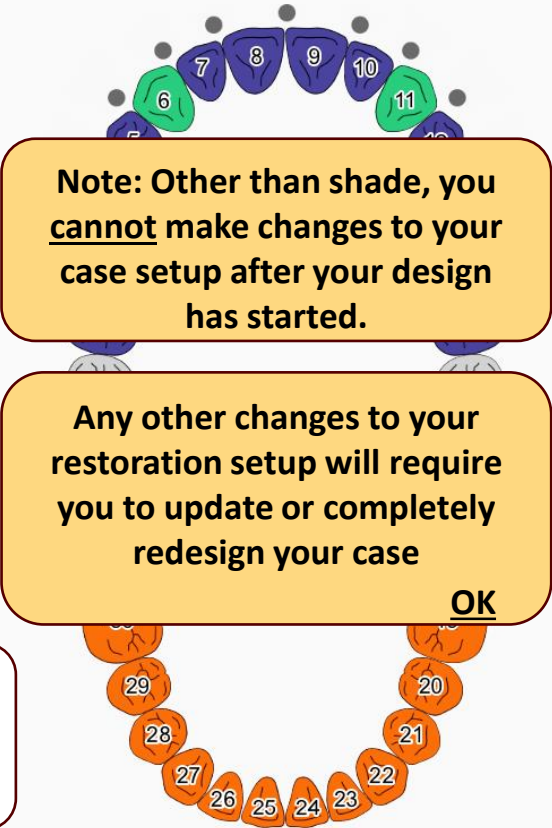 8 9
7 10
6 11
Note: Other than shade, you
cannot make changes to your
case setup after your design
has started.
Any other changes to your
restoration setup will require
you to update or completely
redesign your case
OK
29 20
28 21
27 22
26 23
25 24